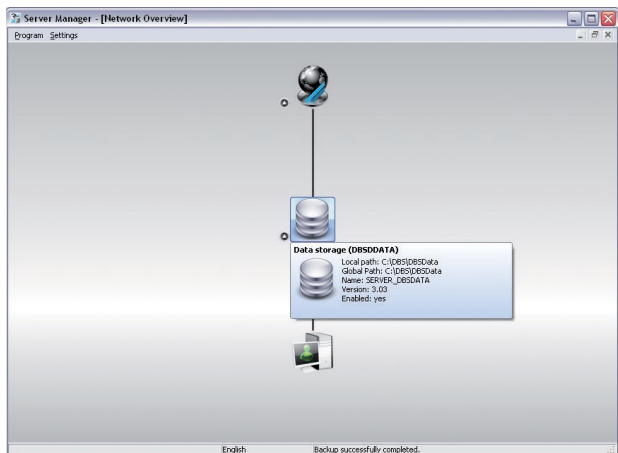 Server Manager - [Network Overview]
Program Settings
Data storage (DBSDDATA)
Local path: C:\DBS\DBSData
Global Path: C:\DBS\DBSData
Name: SERVER_DBSDATA
Version: 3.03
Enabled: yes
English Backup successfully completed.